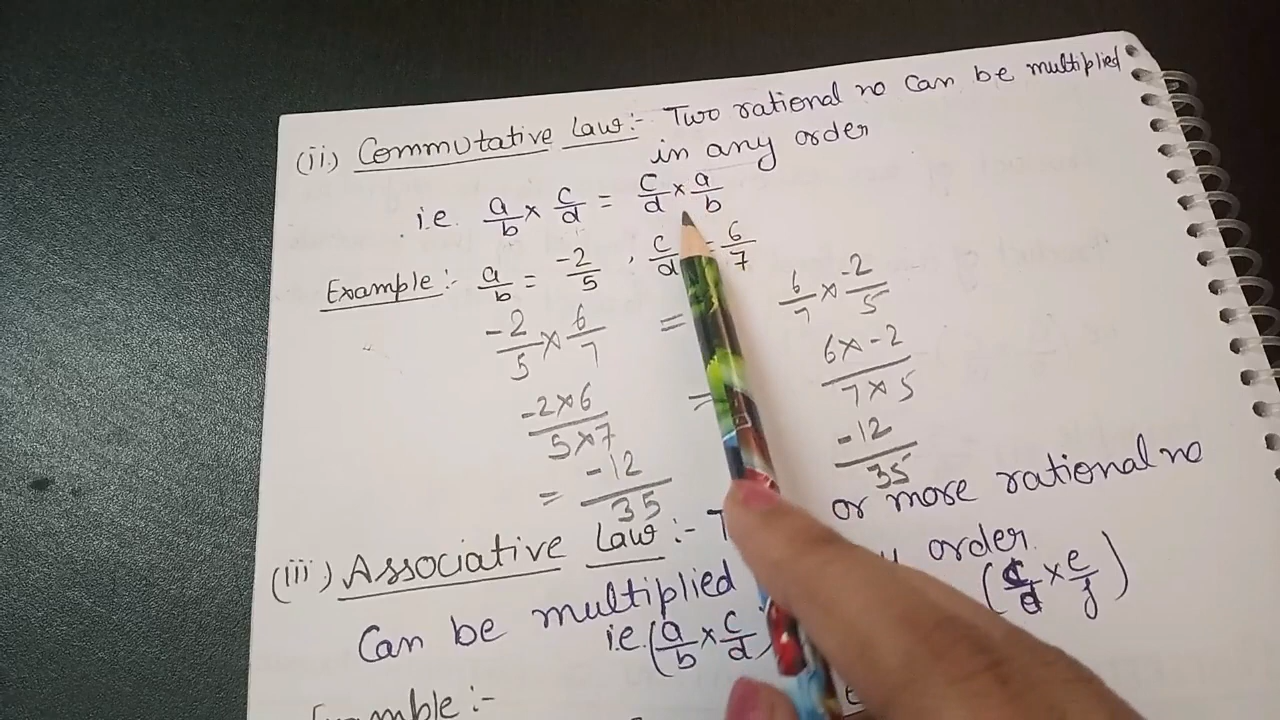 (ii.) Commutative Law:- Two rational no can be multiplied
in any order
i.e. a/b × c/d = c/d × a/b
Example:- a/b = -2/5, c/d = 6/7
-2/5 × 6/7 = 6/7 × -2/5
-2×6/5×7 = 6×-2/7×5
= -12/35 -12/35
(iii) Associative Law:- or more rational no
Can be multiplied order.
i.e. (a/b × c/d) (c/d × e/f)
Example:-